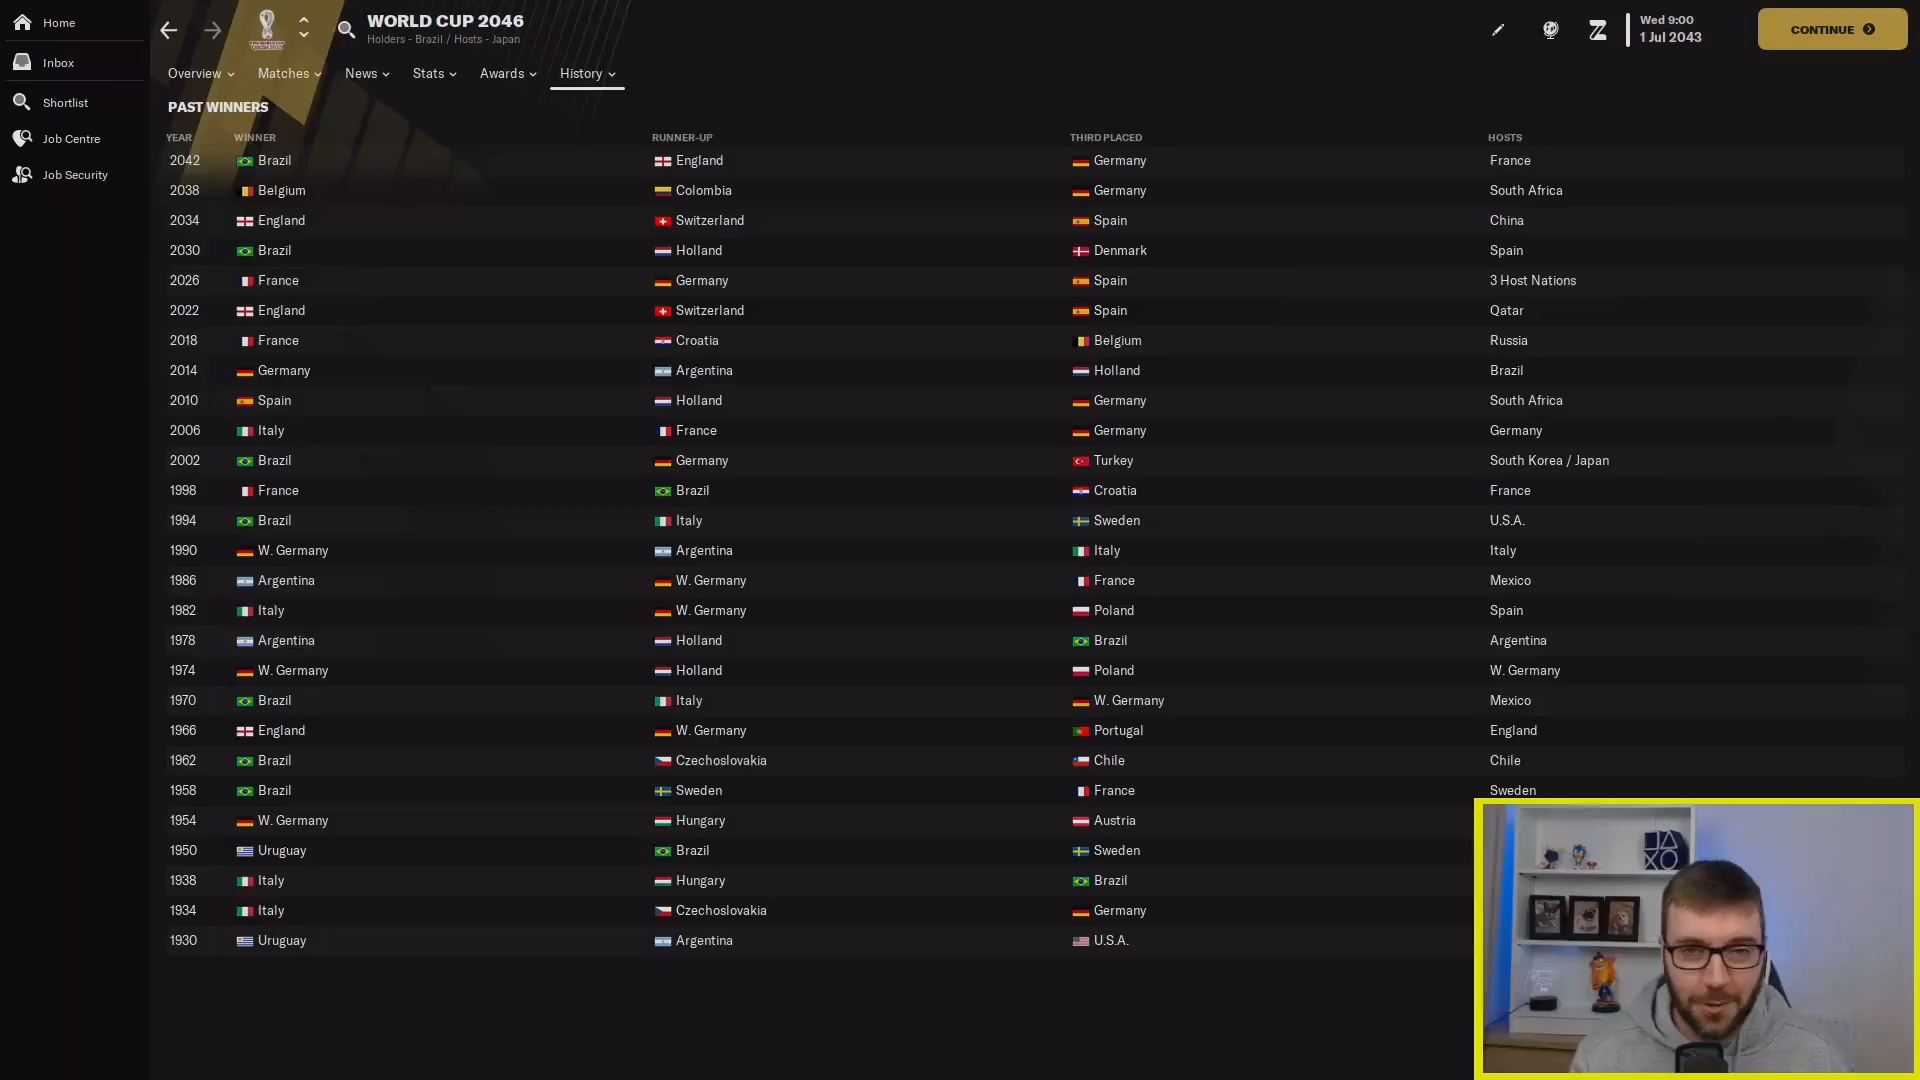 Home
Inbox
Shortlist
Job Centre
Job Security
WORLD CUP 2046
Holders - Brazil / Hosts - Japan
Wed 9:00
1 Jul 2043
CONTINUE
Overview Matches News Stats Awards History
PAST WINNERS
YEAR WINNER RUNNER-UP THIRD PLACED HOSTS
2042 Brazil England Germany France
2038 Belgium Colombia Germany South Africa
2034 England Switzerland Spain China
2030 Brazil Holland Denmark Spain
2026 France Germany Spain 3 Host Nations
2022 England Switzerland Spain Qatar
2018 France Croatia Belgium Russia
2014 Germany Argentina Holland Brazil
2010 Spain Holland Germany South Africa
2006 Italy France Germany Germany
2002 Brazil Germany Turkey South Korea / Japan
1998 France Brazil Croatia France
1994 Brazil Italy Sweden U.S.A.
1990 W. Germany Argentina Italy Italy
1986 Argentina W. Germany France Mexico
1982 Italy W. Germany Poland Spain
1978 Argentina Holland Brazil Argentina
1974 W. Germany Holland Poland W. Germany
1970 Brazil Italy W. Germany Mexico
1966 England W. Germany Portugal England
1962 Brazil Czechoslovakia Chile Chile
1958 Brazil Sweden France Sweden
1954 W. Germany Hungary Austria
1950 Uruguay Brazil Sweden
1938 Italy Hungary Brazil
1934 Italy Czechoslovakia Germany
1930 Uruguay Argentina U.S.A.